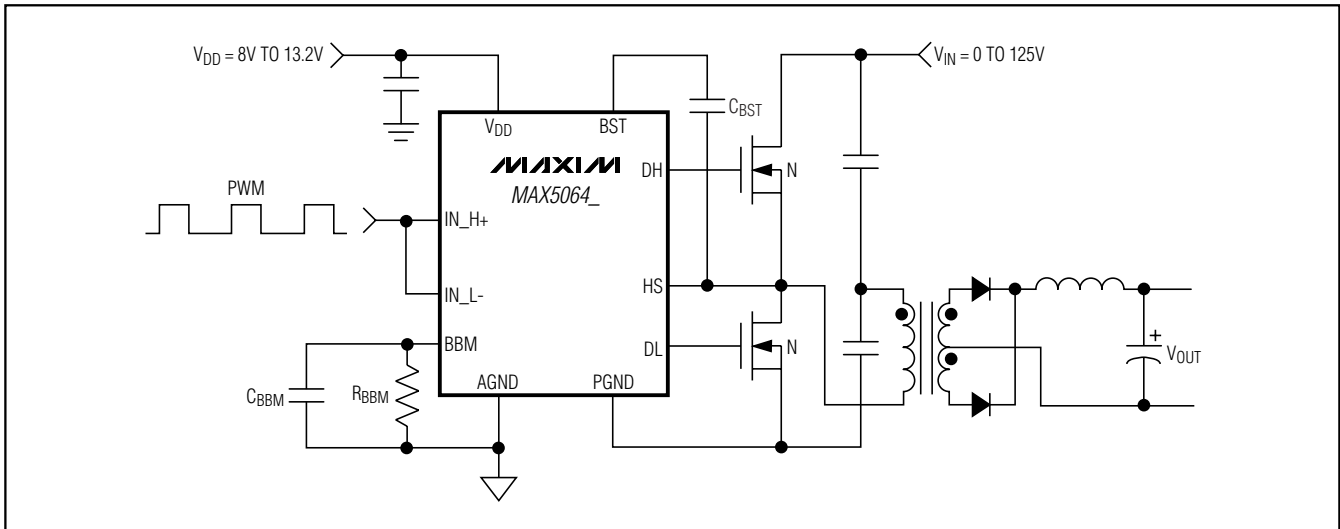 V_DD = 8V TO 13.2V
V_IN = 0 TO 125V
C_BST
V_DD
BST
MAXIM
MAX5064_
DH
N
PWM
IN_H+
IN_L-
HS
BBM
DL
N
V_OUT
+
C_BBM
R_BBM
AGND
PGND